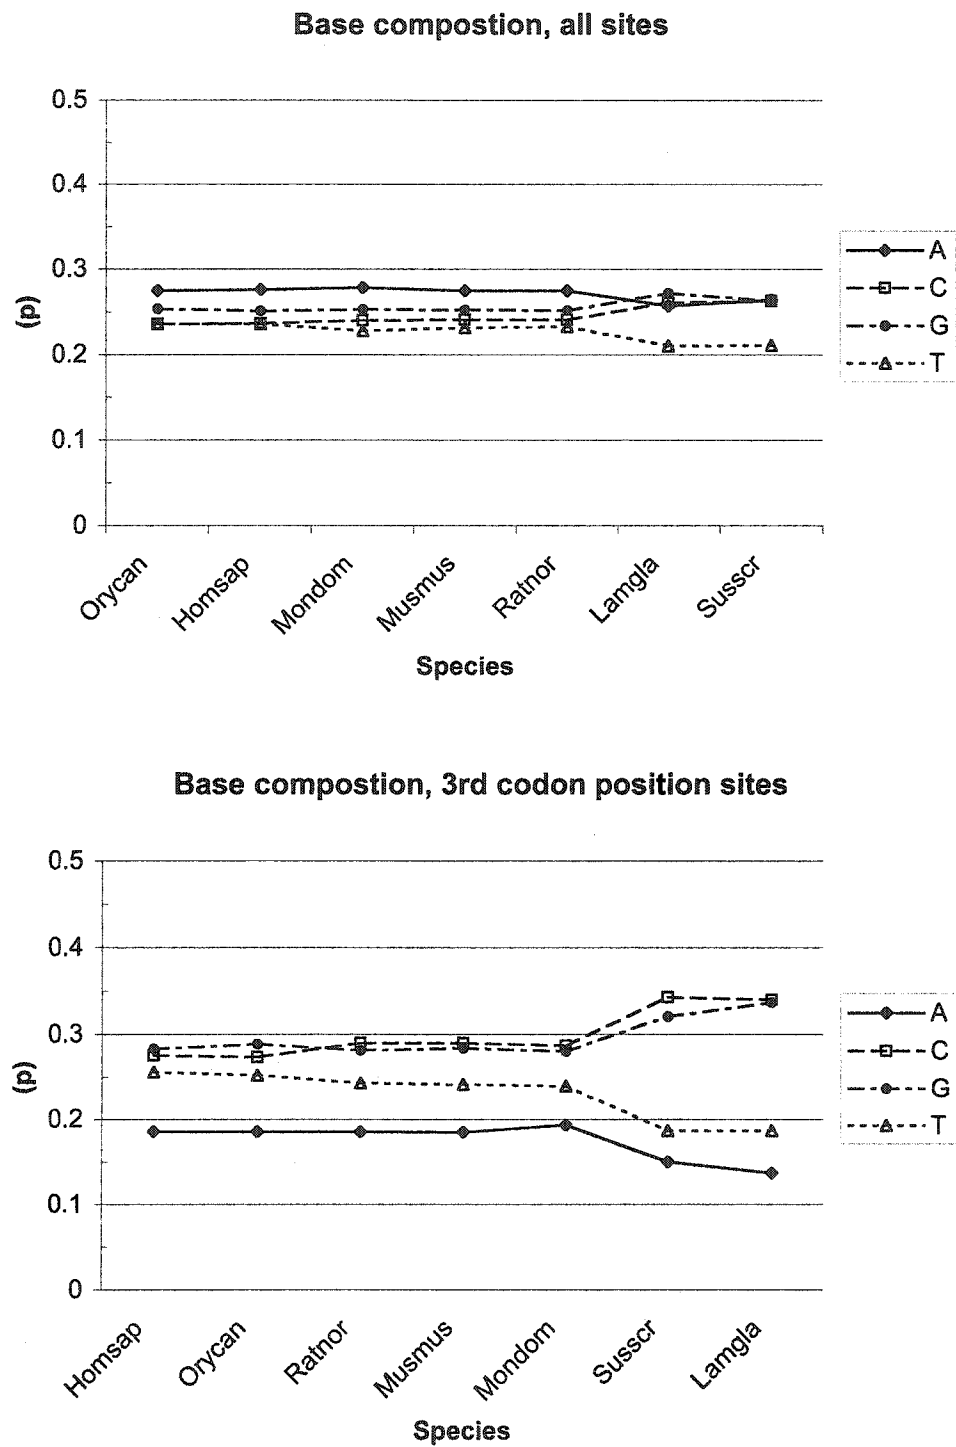 Base compostion, all sites
0.5
0.4
0.3
0.2
0.1
0
(p)
A
C
G
T
Orycan
Homsap
Mondom
Musmus
Ratnor
Lamgla
Susscr
Species
Base compostion, 3rd codon position sites
0.5
0.4
0.3
0.2
0.1
0
(p)
A
C
G
T
Homsap
Orycan
Ratnor
Musmus
Mondom
Susscr
Lamgla
Species